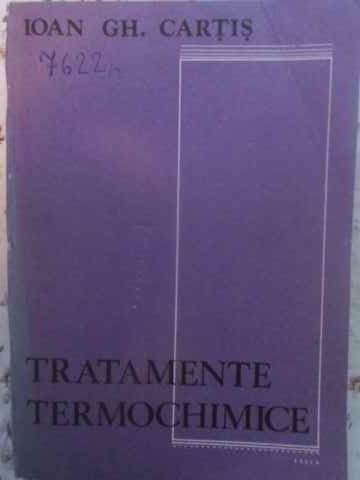 IOAN GH. CARȚIȘ
7622
TRATAMENTE
TERMOCHIMICE